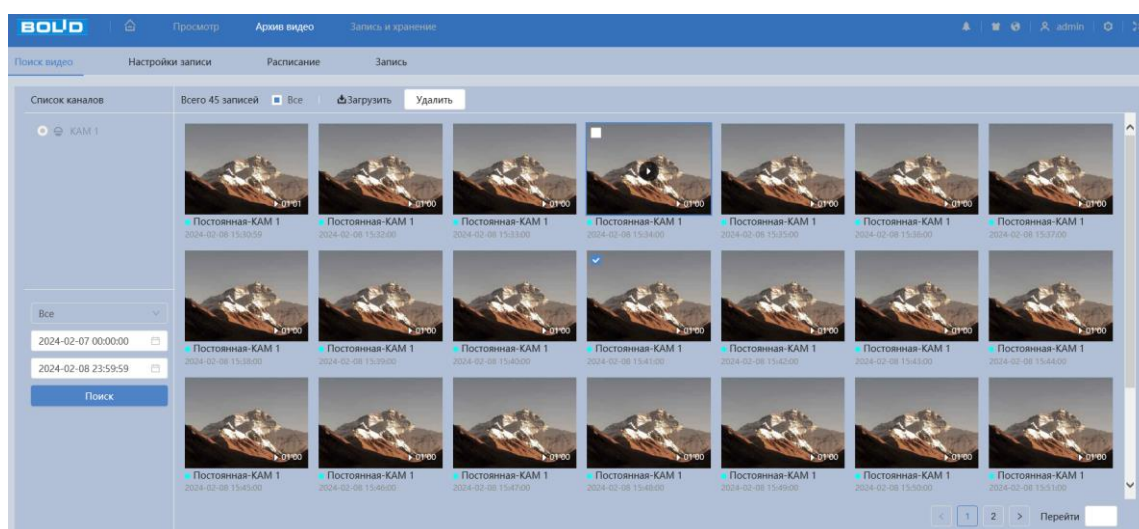 BOLID Просмотр Архив видео Запись и хранение admin
Поиск видео Настройки записи Расписание Запись
Список каналов Всего 45 записей Все Загрузить Удалить
КАМ 1
01:01 01:00 01:00 01:00 01:00 01:00 01:00
Постоянная-КАМ 1 Постоянная-КАМ 1 Постоянная-КАМ 1 Постоянная-КАМ 1 Постоянная-КАМ 1 Постоянная-КАМ 1 Постоянная-КАМ 1
2024-02-08 15:30:59 2024-02-08 15:32:00 2024-02-08 15:33:00 2024-02-08 15:34:00 2024-02-08 15:35:00 2024-02-08 15:36:00 2024-02-08 15:37:00
01:00 01:00 01:00 01:00 01:00 01:00 01:00
Постоянная-КАМ 1 Постоянная-КАМ 1 Постоянная-КАМ 1 Постоянная-КАМ 1 Постоянная-КАМ 1 Постоянная-КАМ 1 Постоянная-КАМ 1
2024-02-08 15:38:00 2024-02-08 15:39:00 2024-02-08 15:40:00 2024-02-08 15:41:00 2024-02-08 15:42:00 2024-02-08 15:43:00 2024-02-08 15:44:00
Все
2024-02-07 00:00:00
2024-02-08 23:59:59
Поиск
01:00 01:00 01:00 01:00 01:00 01:00 01:00
Постоянная-КАМ 1 Постоянная-КАМ 1 Постоянная-КАМ 1 Постоянная-КАМ 1 Постоянная-КАМ 1 Постоянная-КАМ 1 Постоянная-КАМ 1
2024-02-08 15:45:00 2024-02-08 15:46:00 2024-02-08 15:47:00 2024-02-08 15:48:00 2024-02-08 15:49:00 2024-02-08 15:50:00 2024-02-08 15:51:00
< 1 2 > Перейти